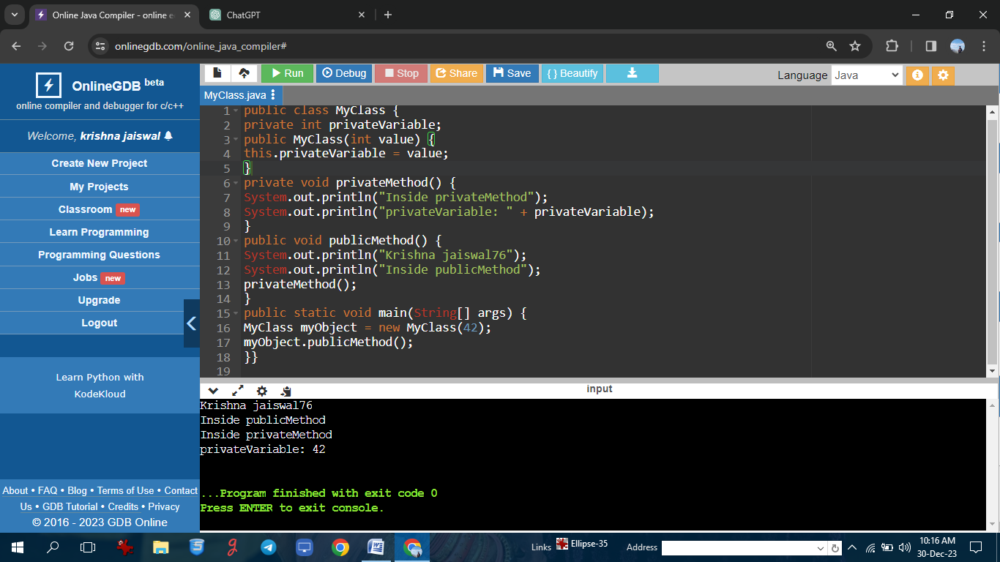 Online Java Compiler - online e
ChatGPT
onlinegdb.com/online_java_compiler#
OnlineGDB beta
online compiler and debugger for c/c++
Welcome, krishna jaiswal
Create New Project
My Projects
Classroom new
Learn Programming
Programming Questions
Jobs new
Upgrade
Logout
Learn Python with
KodeKloud
About • FAQ • Blog • Terms of Use • Contact
Us • GDB Tutorial • Credits • Privacy
© 2016 - 2023 GDB Online
Run Debug Stop Share Save { } Beautify
Language Java
MyClass.java
1 public class MyClass {
2 private int privateVariable;
3 public MyClass(int value) {
4 this.privateVariable = value;
5 }
6 private void privateMethod() {
7 System.out.println("Inside privateMethod");
8 System.out.println("privateVariable: " + privateVariable);
9 }
10 public void publicMethod() {
11 System.out.println("Krishna jaiswal76");
12 System.out.println("Inside publicMethod");
13 privateMethod();
14 }
15 public static void main(String[] args) {
16 MyClass myObject = new MyClass(42);
17 myObject.publicMethod();
18 }}
19
input
Krishna jaiswal76
Inside publicMethod
Inside privateMethod
privateVariable: 42
...Program finished with exit code 0
Press ENTER to exit console.
Links Ellipse-35 Address
10:16 AM
30-Dec-23